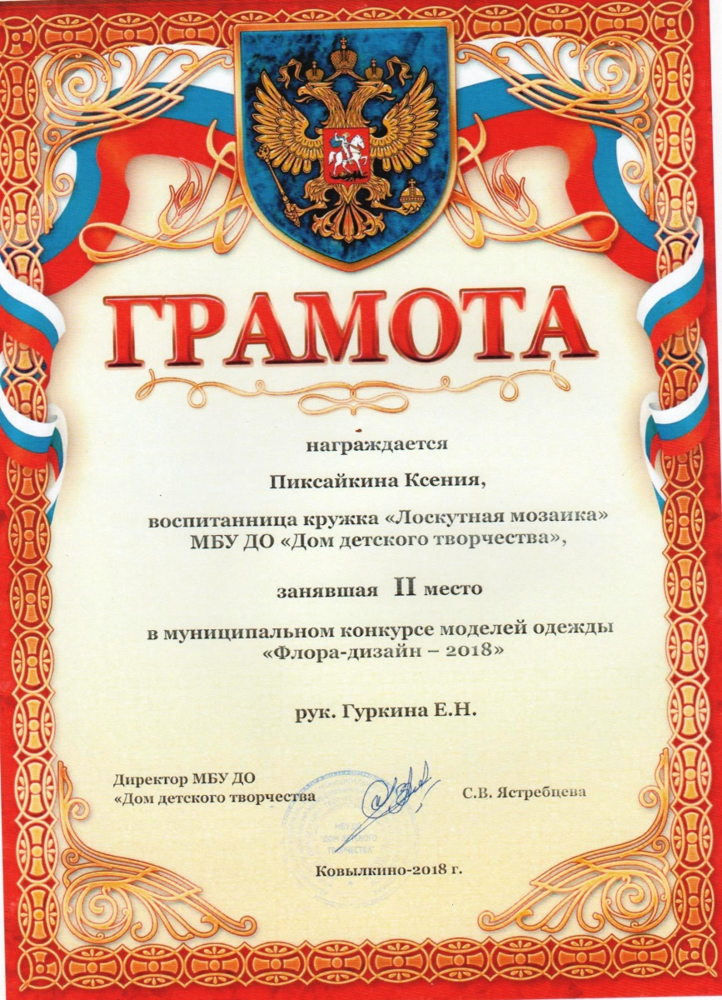 ГРАМОТА
награждается
Пиксайкина Ксения,
воспитанница кружка «Лоскутная мозаика»
МБУ ДО «Дом детского творчества»,
занявшая II место
в муниципальном конкурсе моделей одежды
«Флора-дизайн – 2018»
рук. Гуркина Е.Н.
Директор МБУ ДО
«Дом детского творчества
С.В. Ястребцева
МБУ ДО
ДОМ ДЕТСКОГО
ТВОРЧЕСТВА"
Ковылкино-2018 г.